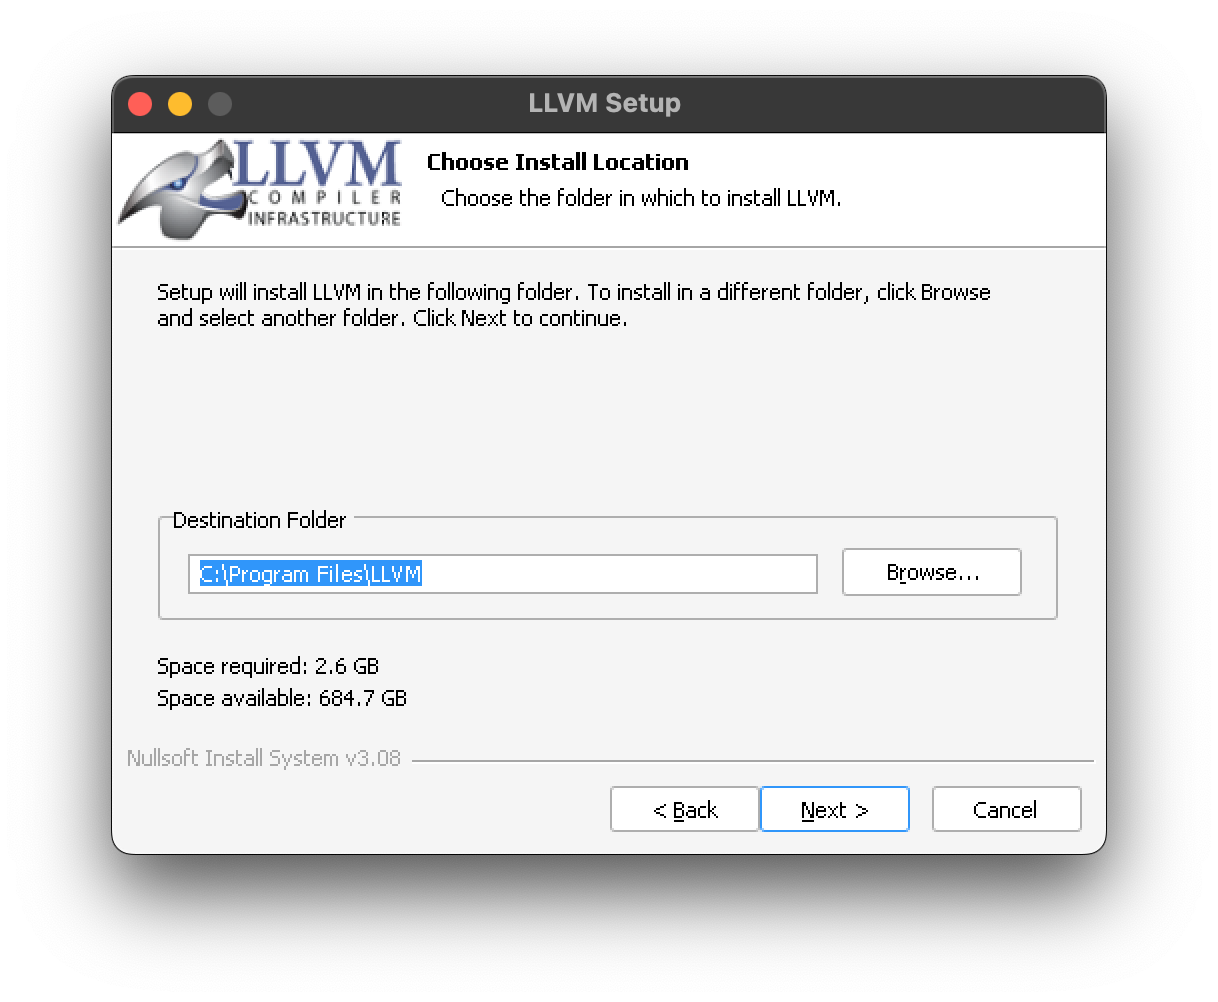 LLVM Setup
LLVM
COMPILER
INFRASTRUCTURE
Choose Install Location
Choose the folder in which to install LLVM.
Setup will install LLVM in the following folder. To install in a different folder, click Browse
and select another folder. Click Next to continue.
Destination Folder
C:\Program Files\LLVM
Browse...
Space required: 2.6 GB
Space available: 684.7 GB
Nullsoft Install System v3.08
< Back
Next >
Cancel